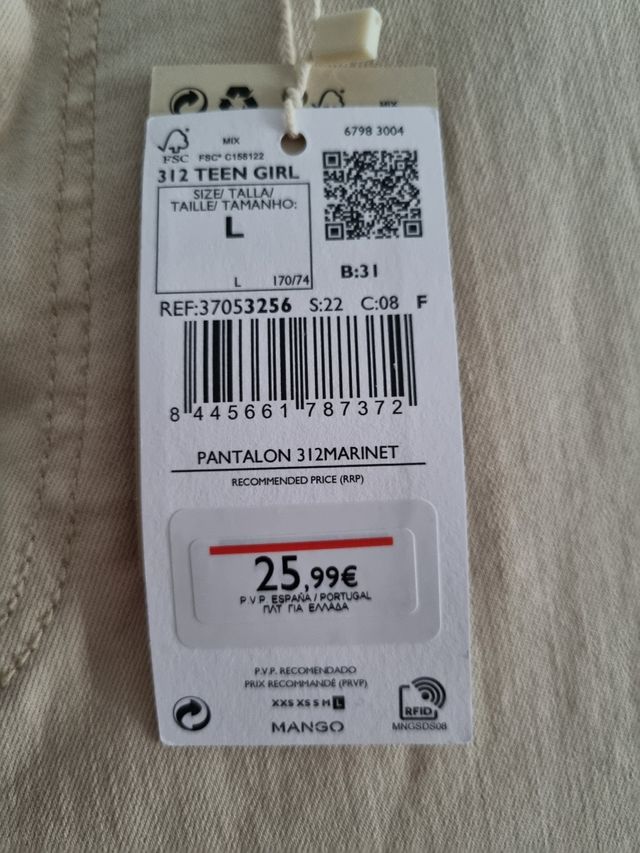 MIX
6798 3004
MIX
FSC FSC® C158122
312 TEEN GIRL
SIZE/ TALLA/
TAILLE/ TAMANHO:
L
L 170/74
B:31
REF:37053256 S:22 C:08 F
8 445661 787372
PANTALON 312MARINET
RECOMMENDED PRICE (RRP)
25,99€
P.V.P. ESPAÑA / PORTUGAL
ΠΛΤ ΓΙΑ ΕΛΛΑΔΑ
P.V.P. RECOMENDADO
PRIX RECOMMANDÉ (PRVP)
XXS XS S M L
RFID
MANGO
MNGSDS08